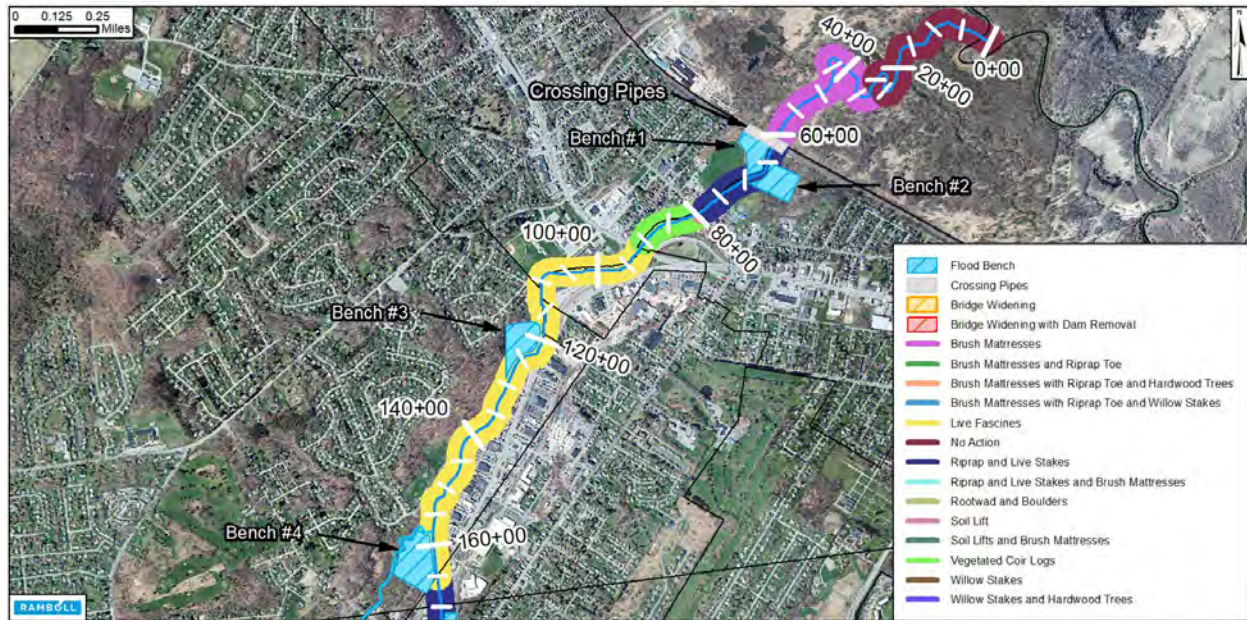 0 0.125 0.25
Miles
N
40+00
0+00
20+00
Crossing Pipes
Bench #1
60+00
Bench #2
80+00
100+00
Bench #3
120+00
140+00
Bench #4
160+00
Flood Bench
Crossing Pipes
Bridge Widening
Bridge Widening with Dam Removal
Brush Matrresses
Brush Mattresses and Riprap Toe
Brush Mattresses with Riprap Toe and Hardwood Trees
Brush Mattresses with Riprap Toe and Willow Stakes
Live Fascines
No Action
Riprap and Live Stakes
Riprap and Live Stakes and Brush Mattresses
Rootwad and Boulders
Soil Lift
Soil Lifts and Brush Mattresses
Vegetated Coir Logs
Willow Stakes
Willow Stakes and Hardwood Trees
RAMBOLL